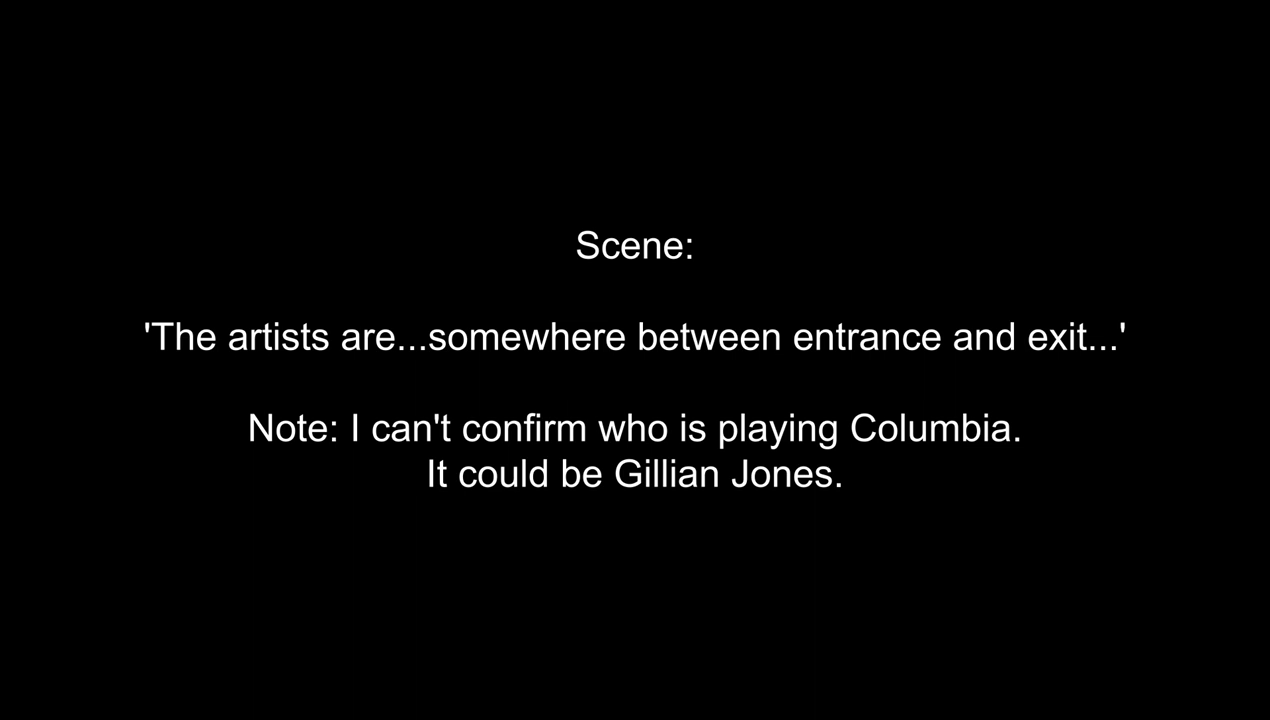 Scene:
'The artists are...somewhere between entrance and exit...'
Note: I can't confirm who is playing Columbia.
It could be Gillian Jones.